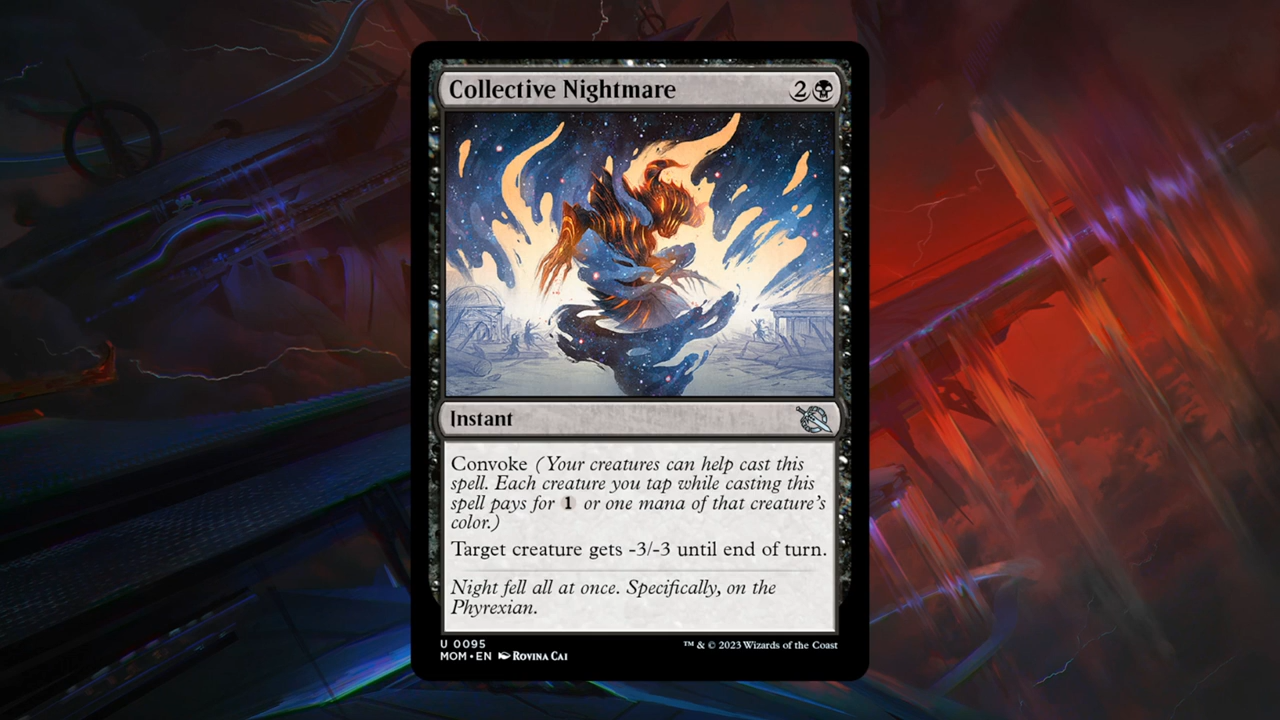 Collective Nightmare 2
Instant
Convoke (Your creatures can help cast this
spell. Each creature you tap while casting this
spell pays for 1 or one mana of that creature's
color.)
Target creature gets -3/-3 until end of turn.
Night fell all at once. Specifically, on the
Phyrexian.
U 0095
MOM • EN Rovina Cai
™ & © 2023 Wizards of the Coast